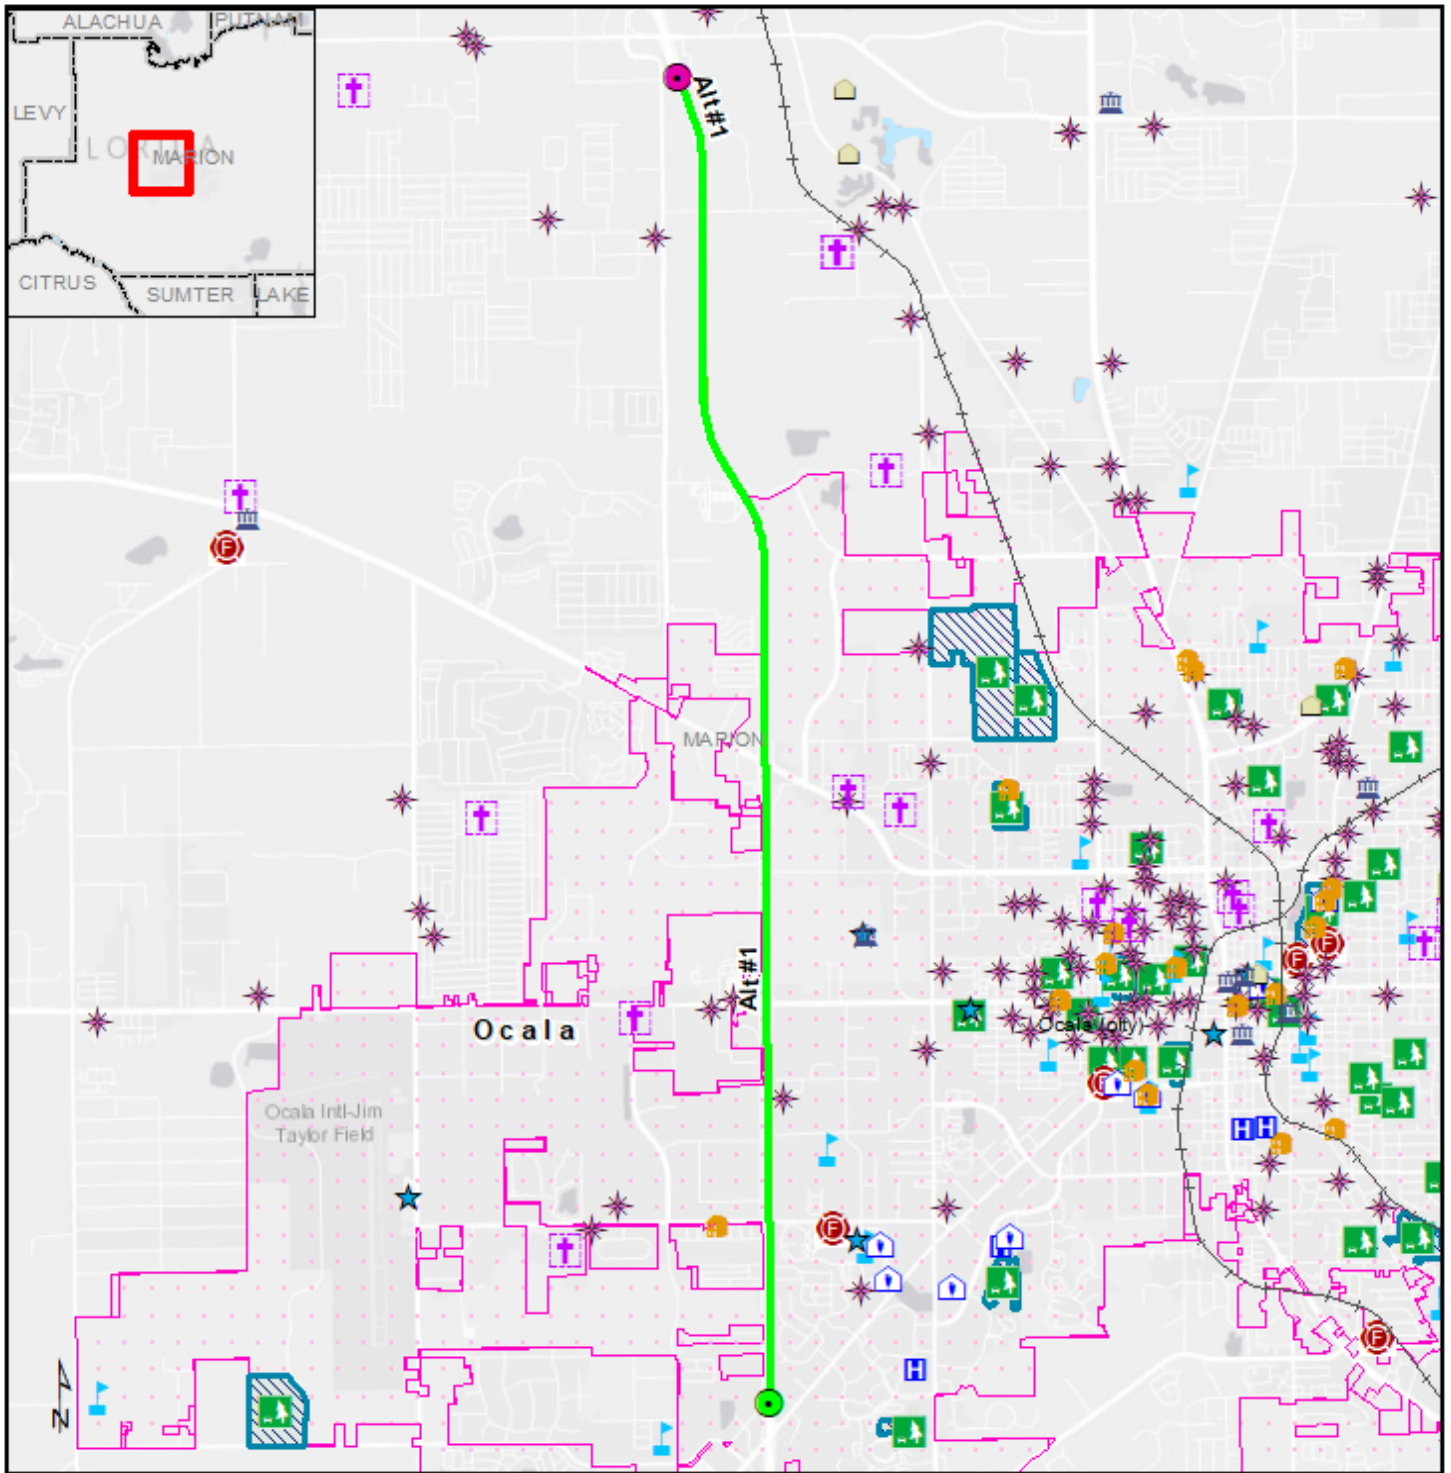 ALACHUA
PUTNAM
LEVY
FLORIDA
MARION
CITRUS
SUMTER
LAKE
Alt#1
MARION
Alt#1
Ocala
Ocala (city)
Ocala Intl-Jim
Taylor Field
F
F
F
F
F
F
H
H
H
N